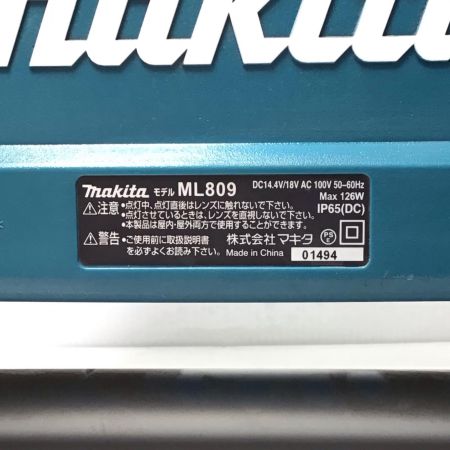 makita
makita モデル ML809 DC14.4V/18V AC 100V 50-60Hz
Max 126W
IP65(DC)
⚠注意 ・点灯中、点灯直後はレンズに触れないで下さい。
・点灯させているときは、レンズを直視しないで下さい。
・本製品は屋内・屋外両方で使用することができます。
⚠警告 ・ご使用前に取扱説明書を必ずよくお読み下さい。
株式会社マキタ
PS E
Made in China 01494